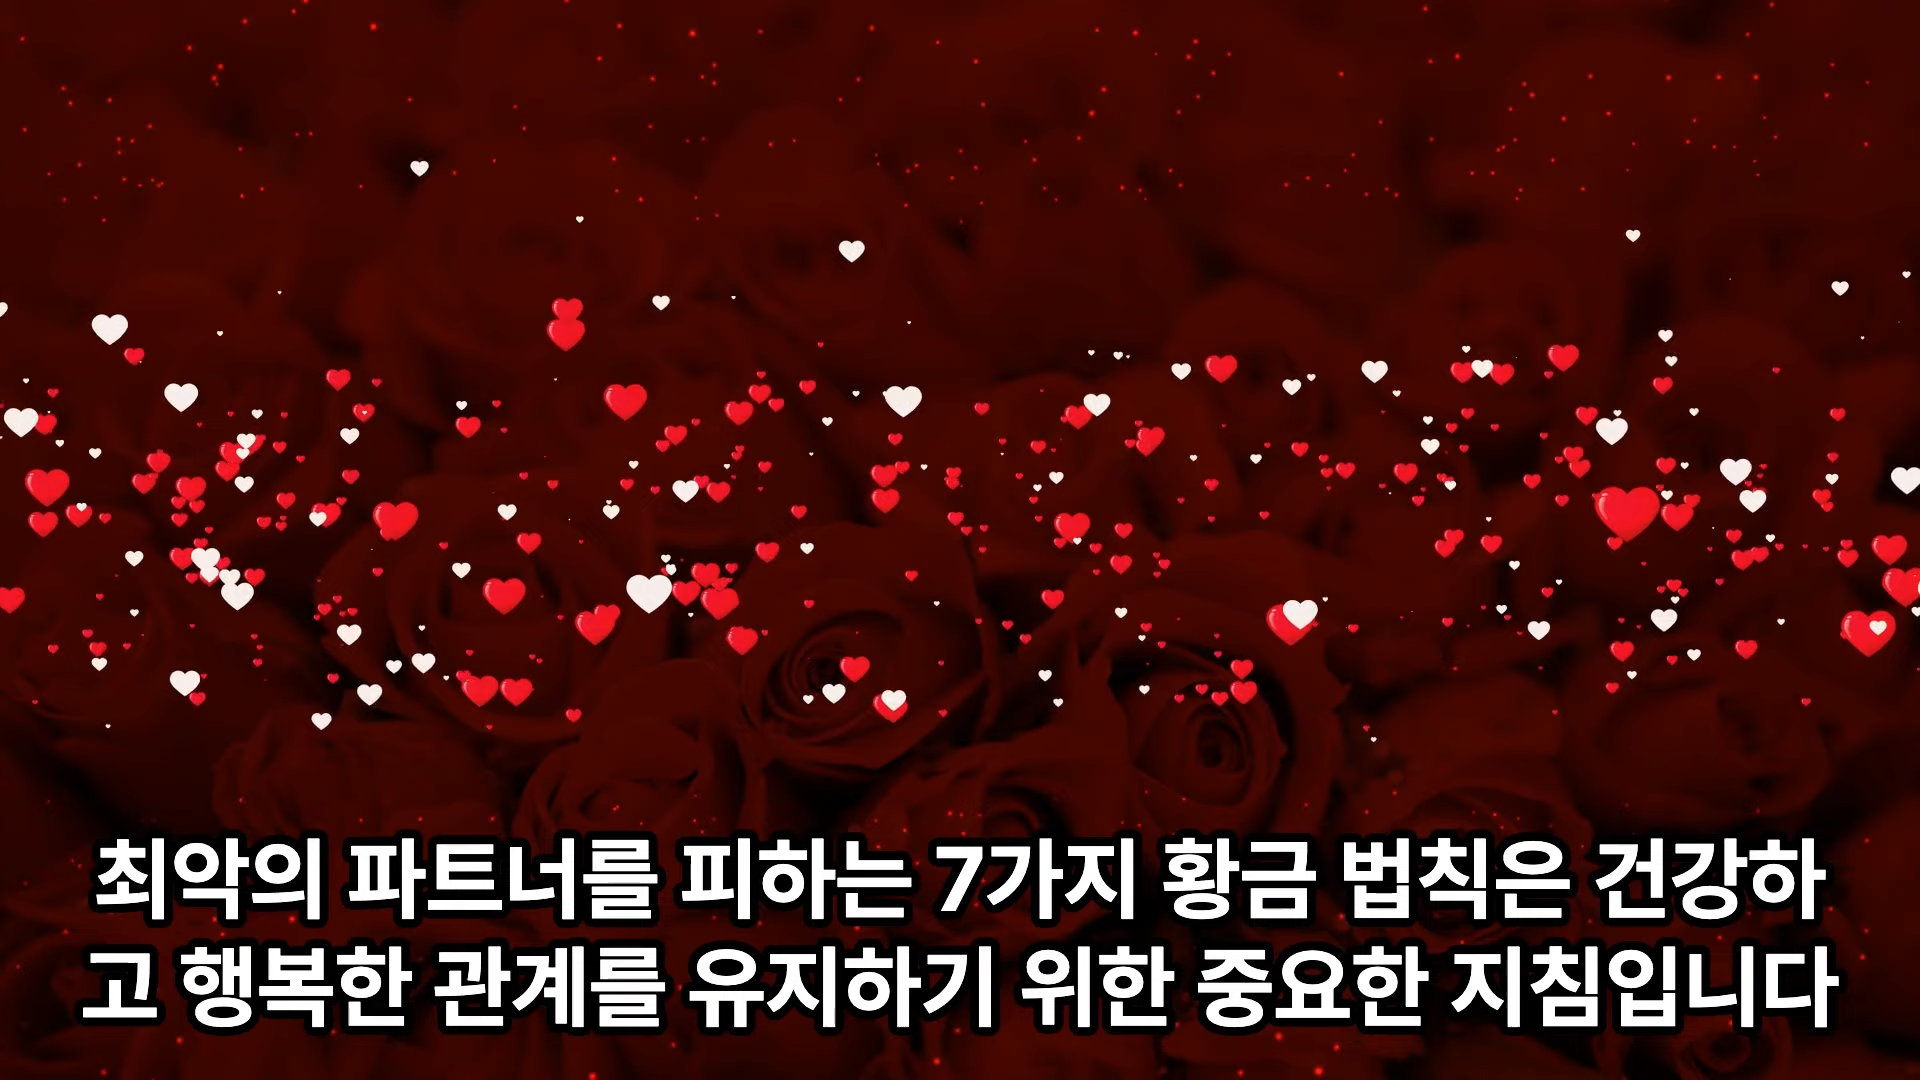 최악의 파트너를 피하는 7가지 황금 법칙은 건강하
고 행복한 관계를 유지하기 위한 중요한 지침입니다